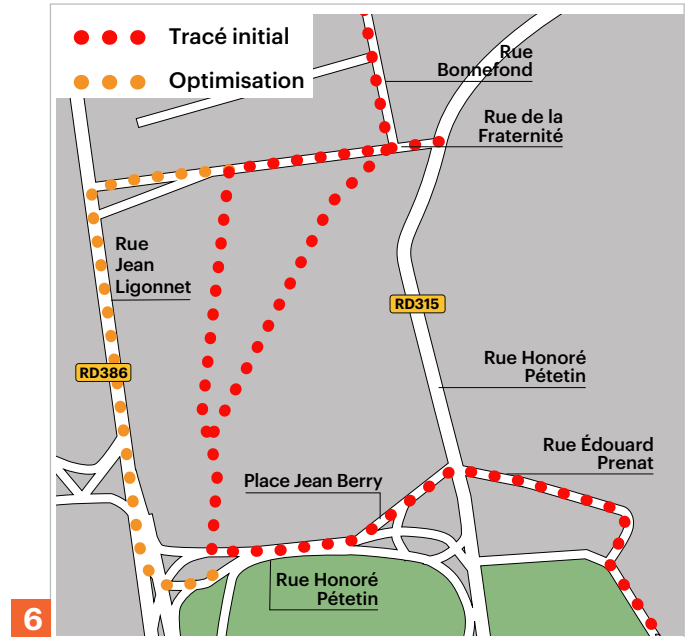 Tracé initial
Optimisation
Rue
Bonnefond
Rue de la
Fraternité
Rue
Jean
Ligonnet
RD315
RD386
Rue Honoré
Pétetin
Rue Édouard
Prenat
Place Jean Berry
Rue Honoré
Pétetin
6